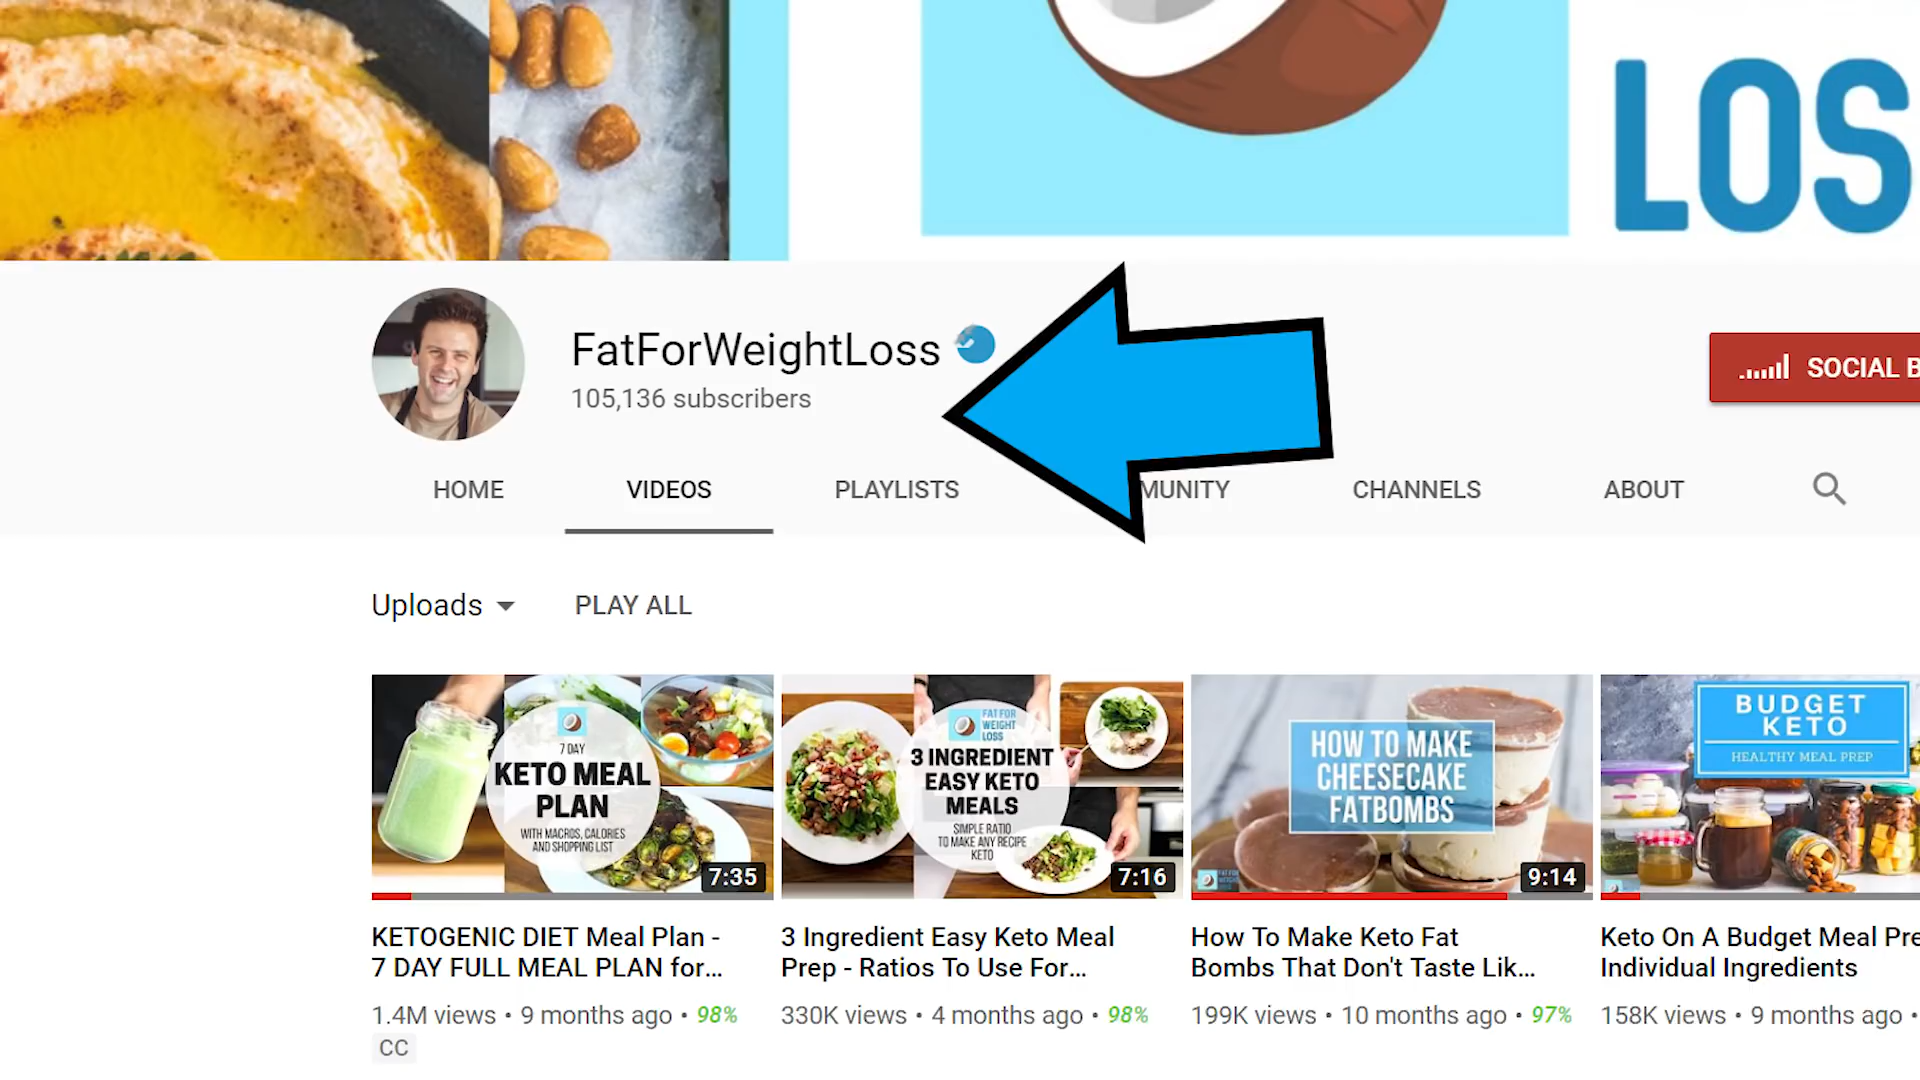 LOS
FatForWeightLoss
105,136 subscribers
SOCIAL B
HOME
VIDEOS
PLAYLISTS
MUNITY
CHANNELS
ABOUT
Uploads
PLAY ALL
7 DAY
KETO MEAL
PLAN
WITH MACROS, CALORIES
AND SHOPPING LIST
7:35
FAT FOR
WEIGHT
LOSS
3 INGREDIENT
EASY KETO
MEALS
SIMPLE RATIO
TO MAKE ANY RECIPE
KETO
7:16
HOW TO MAKE
CHEESECAKE
FATBOMBS
9:14
BUDGET
KETO
HEALTHY MEAL PREP
KETOGENIC DIET Meal Plan -
7 DAY FULL MEAL PLAN for...
1.4M views • 9 months ago • 98%
CC
3 Ingredient Easy Keto Meal
Prep - Ratios To Use For...
330K views • 4 months ago • 98%
How To Make Keto Fat
Bombs That Don't Taste Lik...
199K views • 10 months ago • 97%
Keto On A Budget Meal Pre
Individual Ingredients
158K views • 9 months ago •